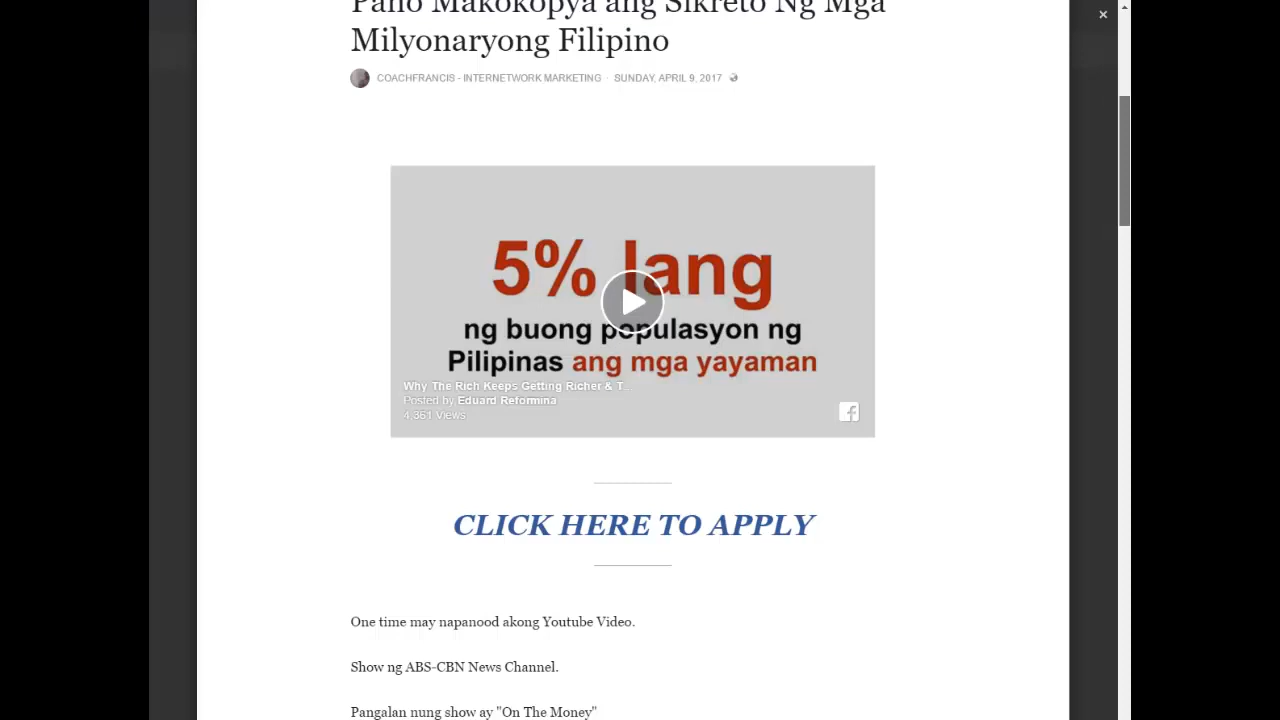 Pano Makokopya ang Sikreto Ng Mga
Milyonaryong Filipino
COACHFRANCIS - INTERNETWORK MARKETING · SUNDAY, APRIL 9, 2017
5% lang
ng buong populasyon ng
Pilipinas ang mga yayaman
Why The Rich Keeps Getting Richer & T...
Posted by Eduard Reformina
4,361 Views
CLICK HERE TO APPLY
One time may napanood akong Youtube Video.
Show ng ABS-CBN News Channel.
Pangalan nung show ay "On The Money"